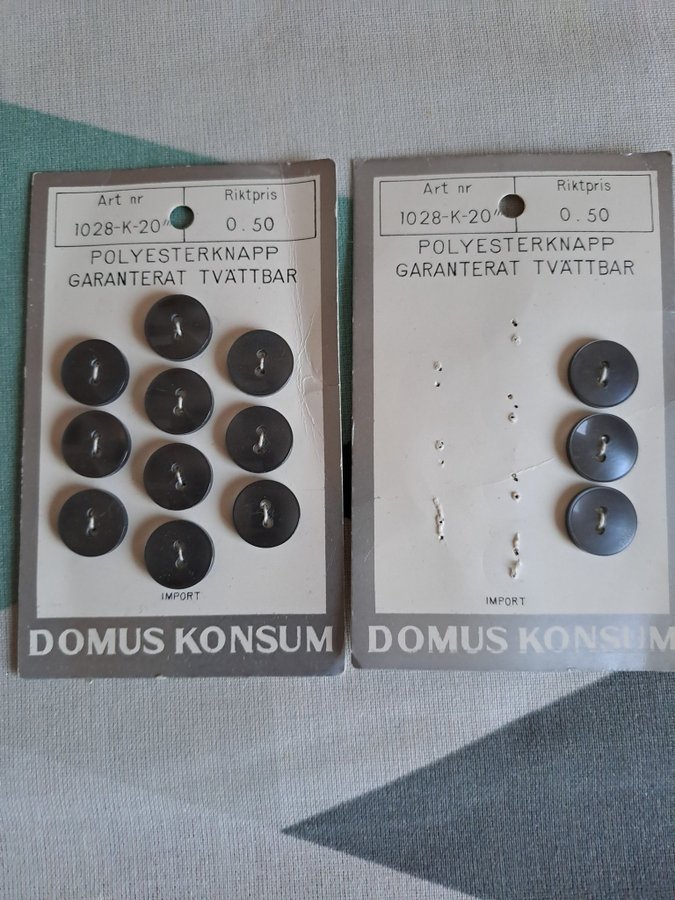 Art nr Riktpris
1028-K-20" 0.50
POLYESTERKNAPP
GARANTERAT TVÄTTBAR
IMPORT
DOMUS KONSUM
Art nr Riktpris
1028-K-20" 0.50
POLYESTERKNAPP
GARANTERAT TVÄTTBAR
IMPORT
DOMUS KONSUM